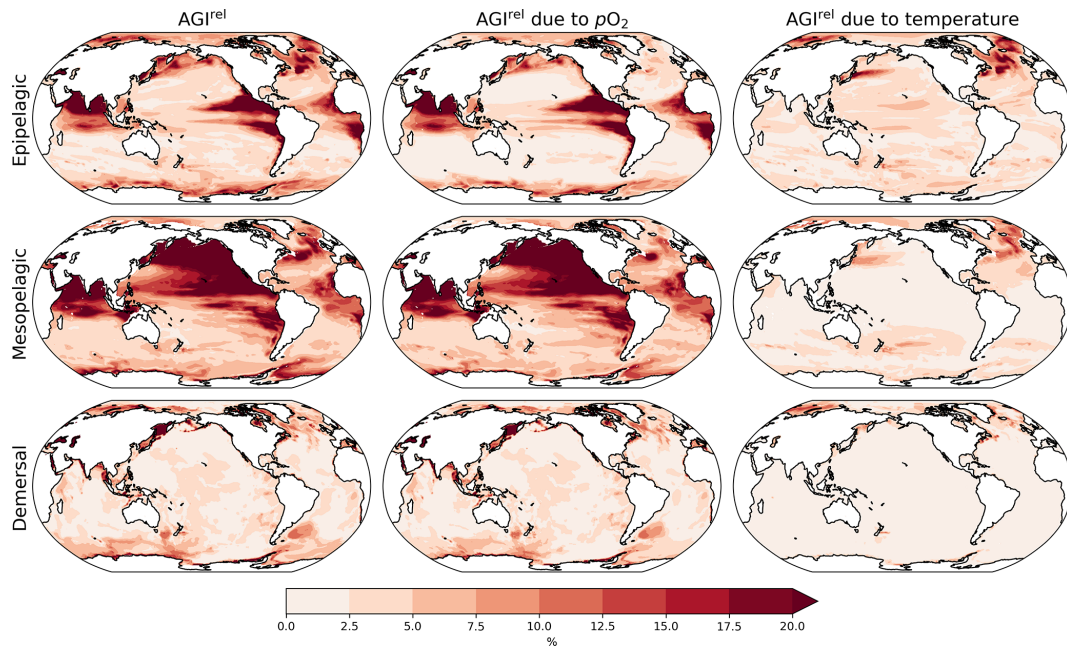 AGI^rel
AGI^rel due to pO₂
AGI^rel due to temperature
Epipelagic
Mesopelagic
Demersal
0.0 2.5 5.0 7.5 10.0 12.5 15.0 17.5 20.0
%